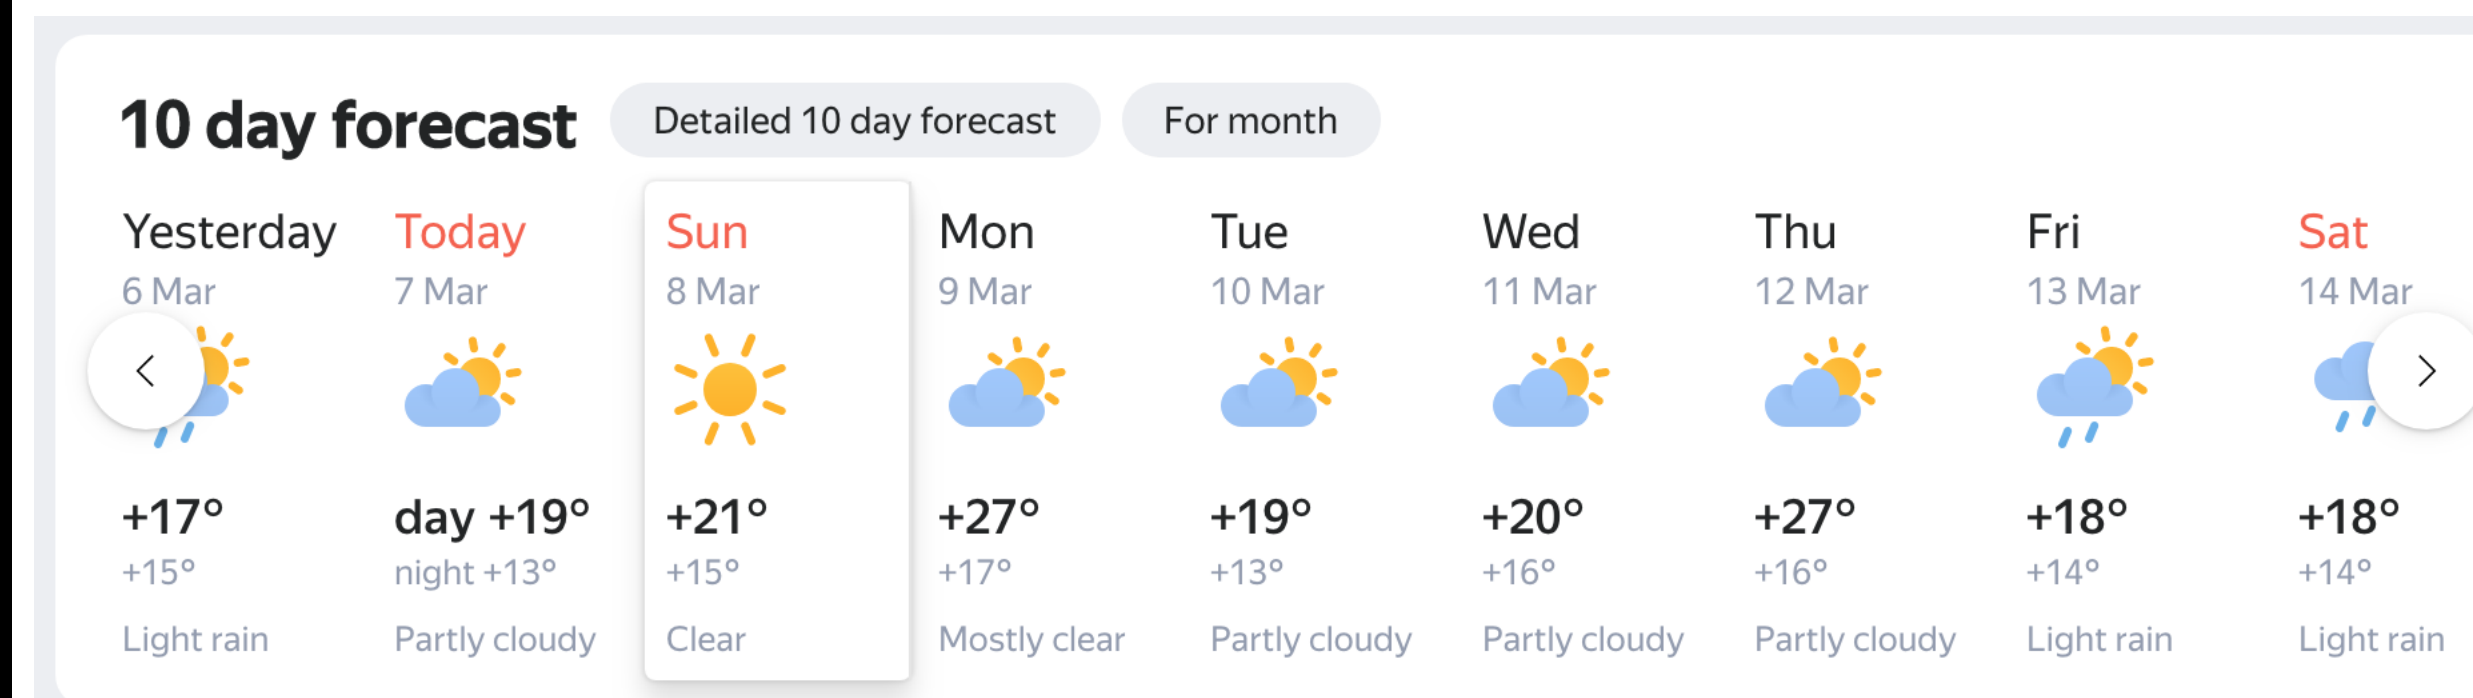 10 day forecast
Detailed 10 day forecast
For month
Yesterday
6 Mar
+17°
+15°
Light rain
Today
7 Mar
day +19°
night +13°
Partly cloudy
Sun
8 Mar
+21°
+15°
Clear
Mon
9 Mar
+27°
+17°
Mostly clear
Tue
10 Mar
+19°
+13°
Partly cloudy
Wed
11 Mar
+20°
+16°
Partly cloudy
Thu
12 Mar
+27°
+16°
Partly cloudy
Fri
13 Mar
+18°
+14°
Light rain
Sat
14 Mar
+18°
+14°
Light rain